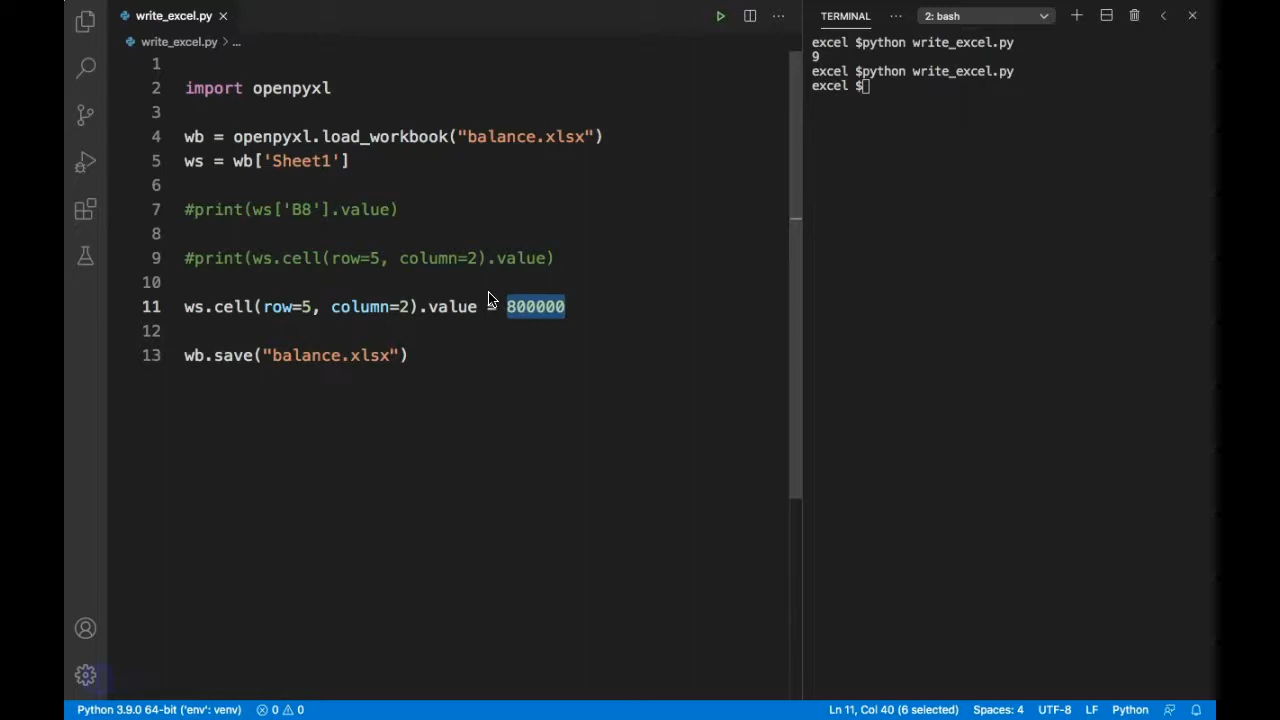 write_excel.py
write_excel.py > ...
1
2 import openpyxl
3
4 wb = openpyxl.load_workbook("balance.xlsx")
5 ws = wb['Sheet1']
6
7 #print(ws['B8'].value)
8
9 #print(ws.cell(row=5, column=2).value)
10
11 ws.cell(row=5, column=2).value = 800000
12
13 wb.save("balance.xlsx")
TERMINAL ... 2: bash
excel $python write_excel.py
9
excel $python write_excel.py
excel $
Python 3.9.0 64-bit ('env': venv) 0 0 Ln 11, Col 40 (6 selected) Spaces: 4 UTF-8 LF Python